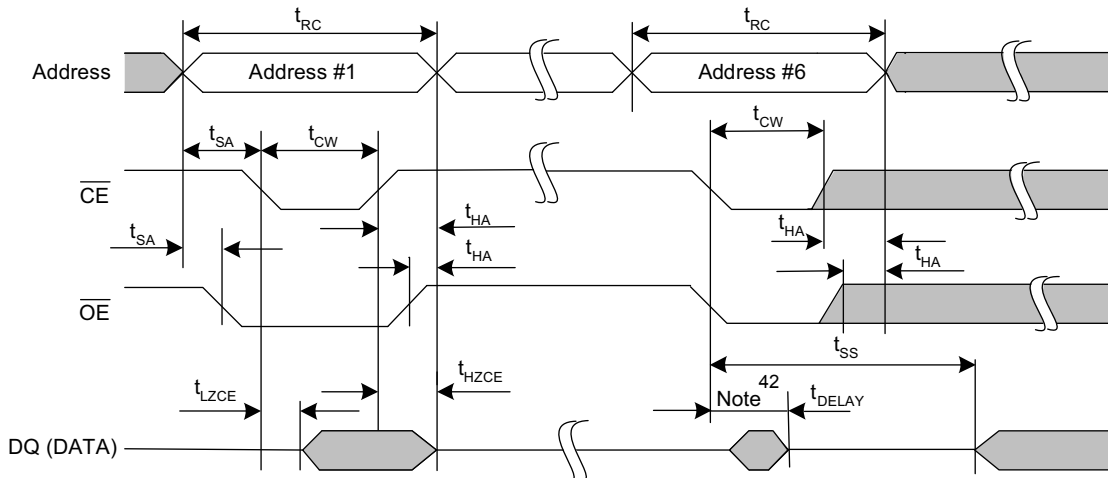 tRC tRC
Address Address #1 Address #6
tCW
tSA tCW
CE
tHA
tSA tHA tHA
tHA
OE
tSS
tLZCE tHZCE Note 42 tDELAY
DQ (DATA)